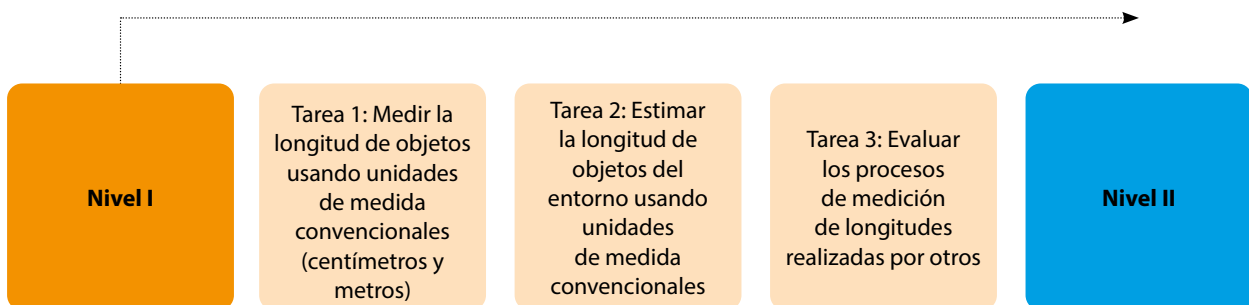 Nivel I
Tarea 1: Medir la
longitud de objetos
usando unidades
de medida
convencionales
(centímetros y
metros)
Tarea 2: Estimar
la longitud de
objetos del
entorno usando
unidades
de medida
convencionales
Tarea 3: Evaluar
los procesos
de medición
de longitudes
realizadas por otros
Nivel II